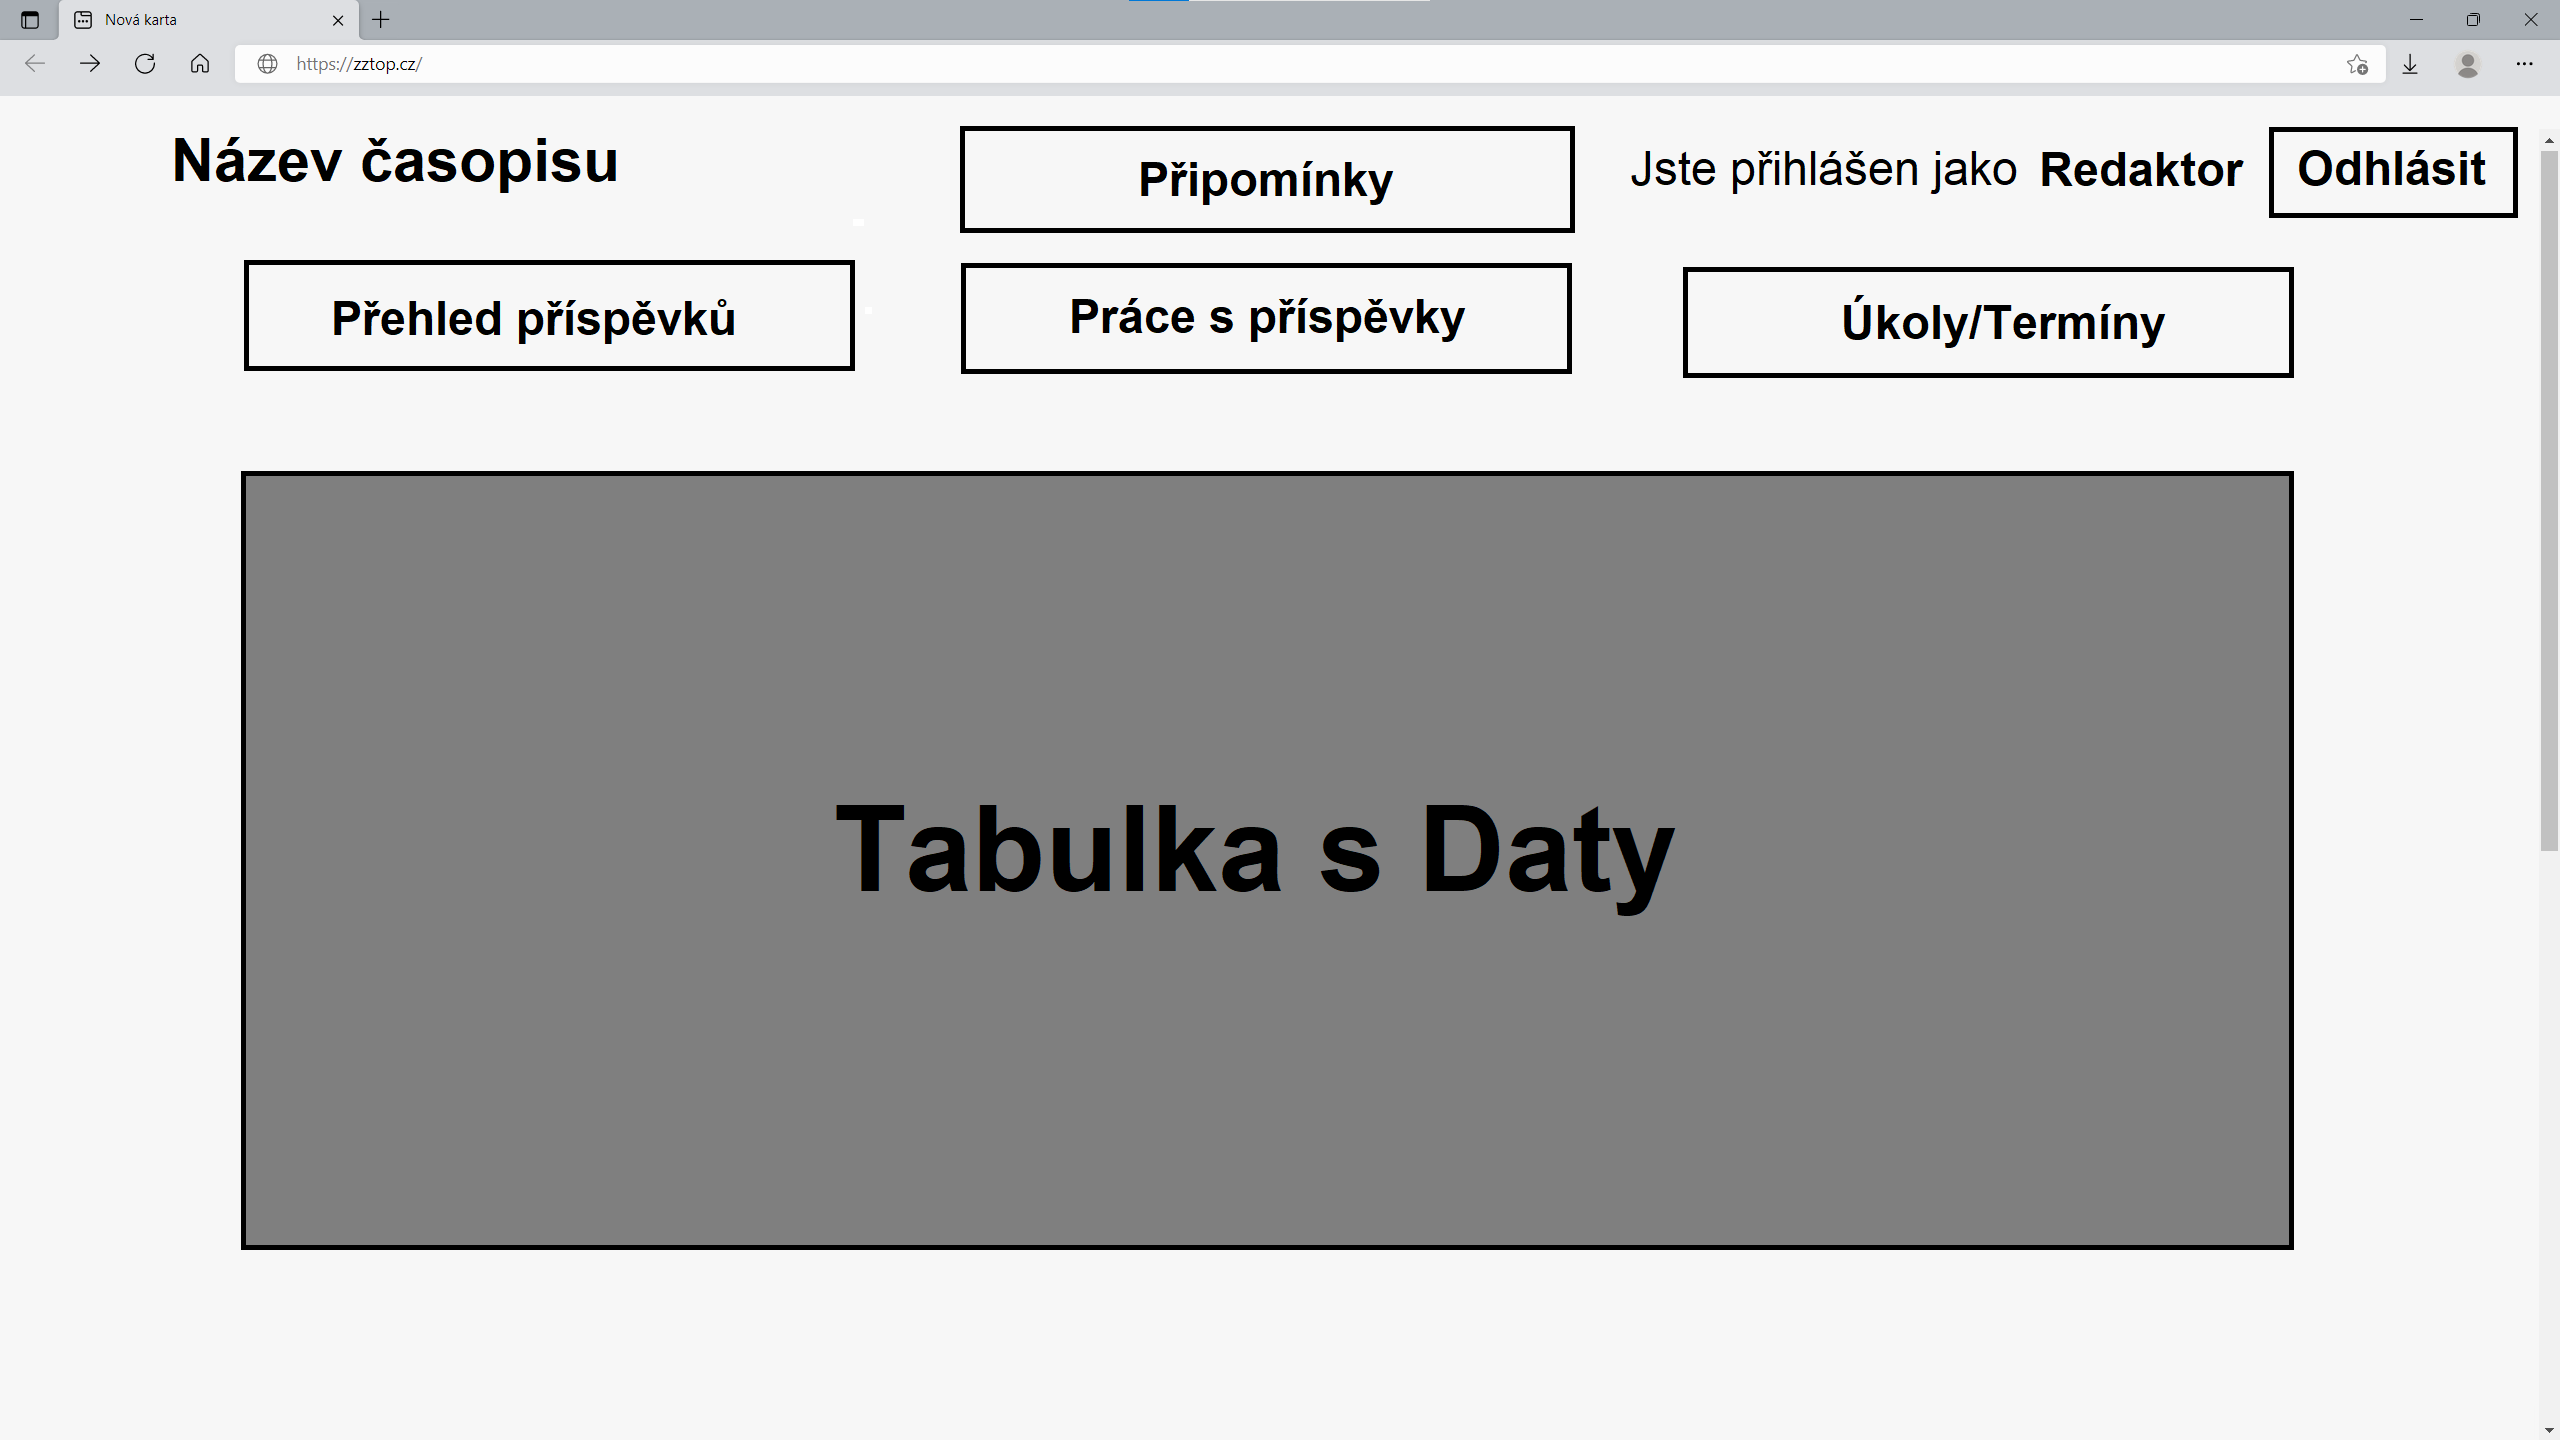 Nová karta
https://zztop.cz/
Název časopisu
Připomínky
Jste přihlášen jako Redaktor
Odhlásit
Přehled příspěvků
Práce s příspěvky
Úkoly/Termíny
Tabulka s Daty